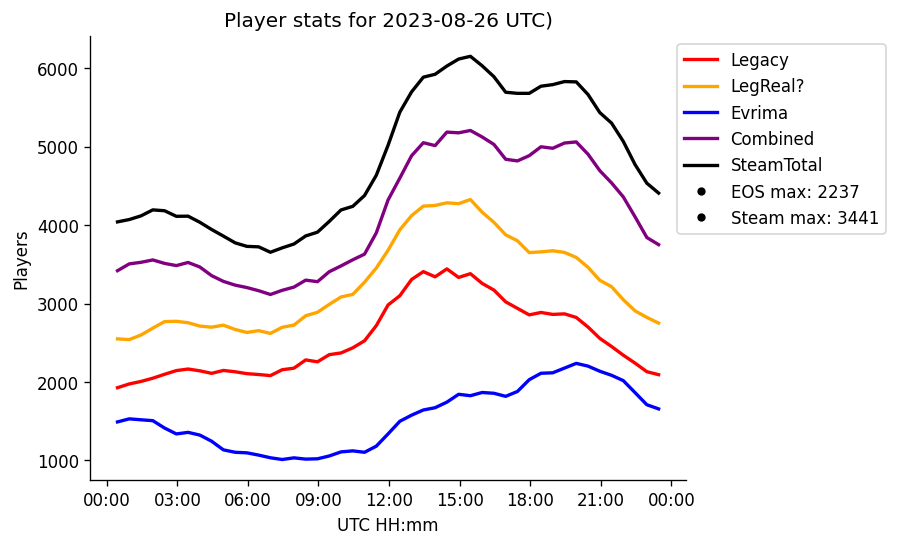 Player stats for 2023-08-26 UTC)
Legacy
LegReal?
Evrima
Combined
SteamTotal
EOS max: 2237
Steam max: 3441
Players
6000
5000
4000
3000
2000
1000
00:00 03:00 06:00 09:00 12:00 15:00 18:00 21:00 00:00
UTC HH:mm